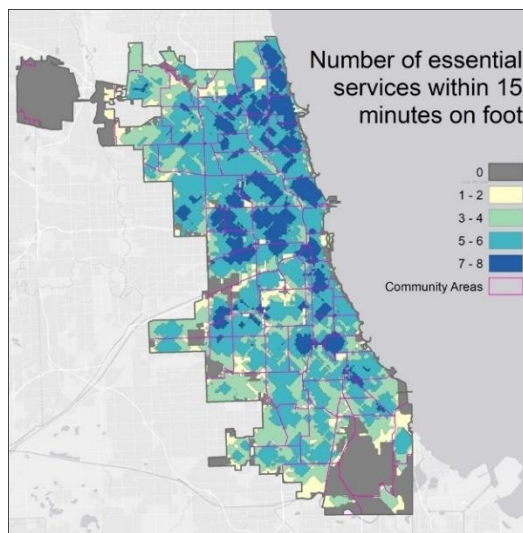 Number of essential
services within 15
minutes on foot
0
1 - 2
3 - 4
5 - 6
7 - 8
Community Areas